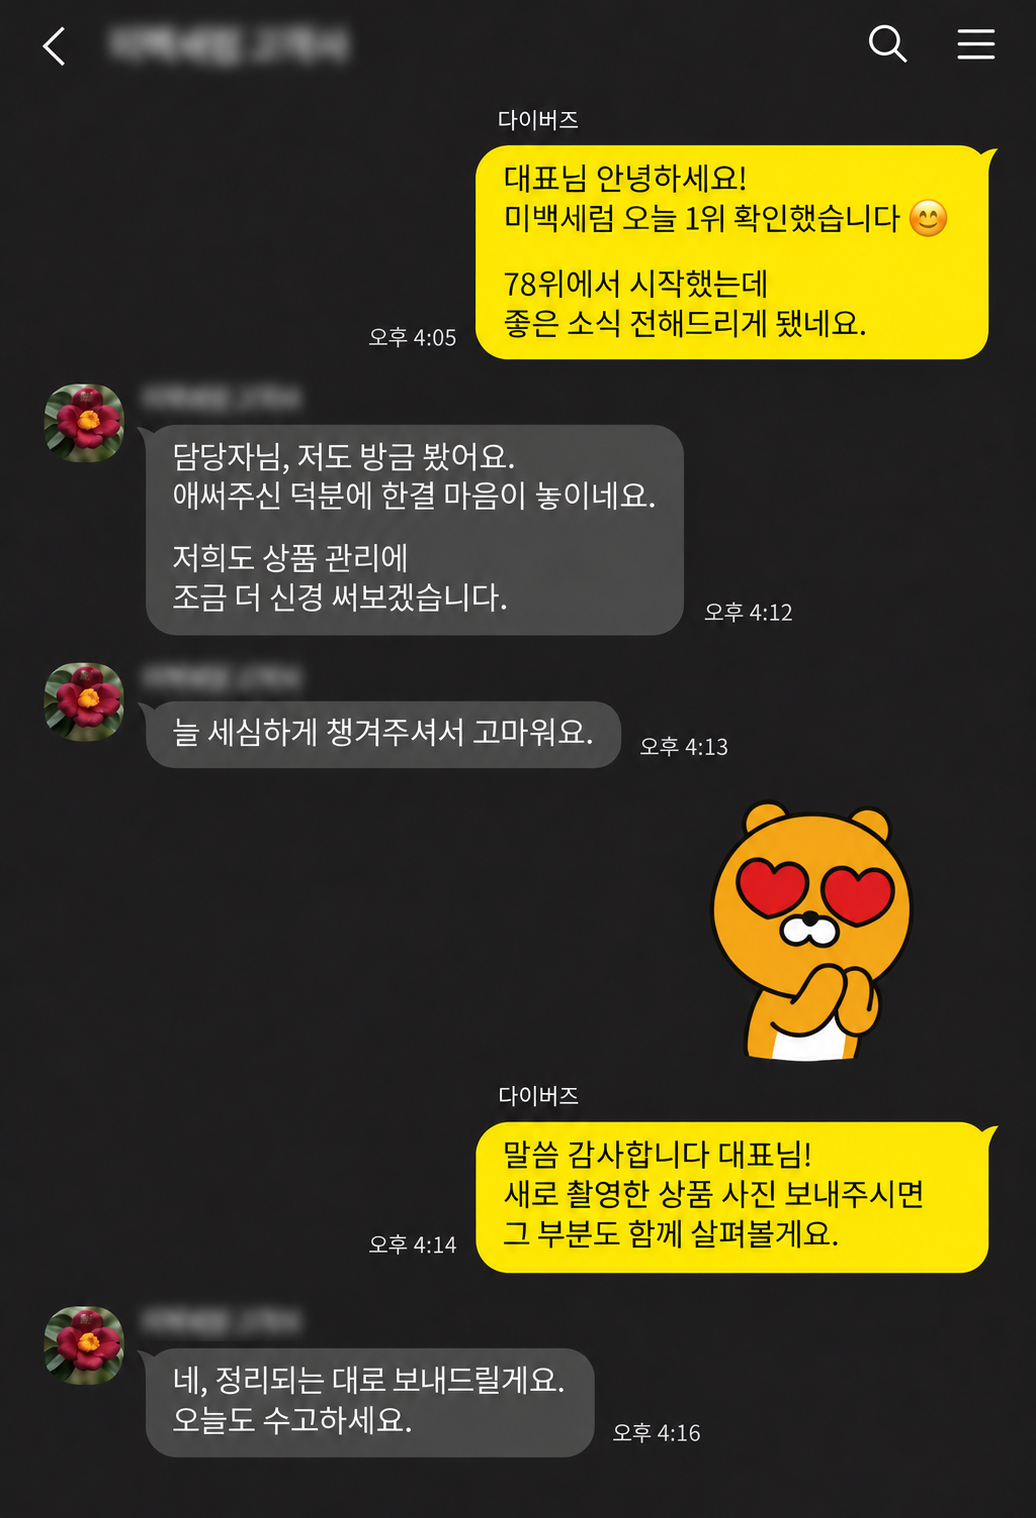 다이버즈
대표님 안녕하세요!
미백세럼 오늘 1위 확인했습니다 😊
78위에서 시작했는데
좋은 소식 전해드리게 됐네요.
오후 4:05
담당자님, 저도 방금 봤어요.
애써주신 덕분에 한결 마음이 놓이네요.
저희도 상품 관리에
조금 더 신경 써보겠습니다.
오후 4:12
늘 세심하게 챙겨주셔서 고마워요.
오후 4:13
다이버즈
말씀 감사합니다 대표님!
새로 촬영한 상품 사진 보내주시면
그 부분도 함께 살펴볼게요.
오후 4:14
네, 정리되는 대로 보내드릴게요.
오늘도 수고하세요.
오후 4:16